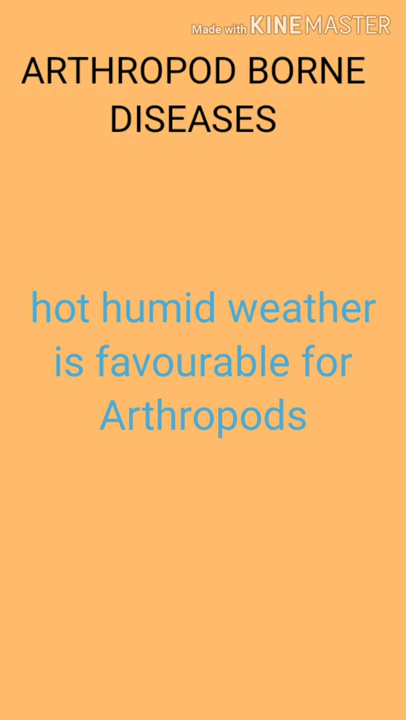 Made with KINEMASTER
ARTHROPOD BORNE
DISEASES
hot humid weather
is favourable for
Arthropods